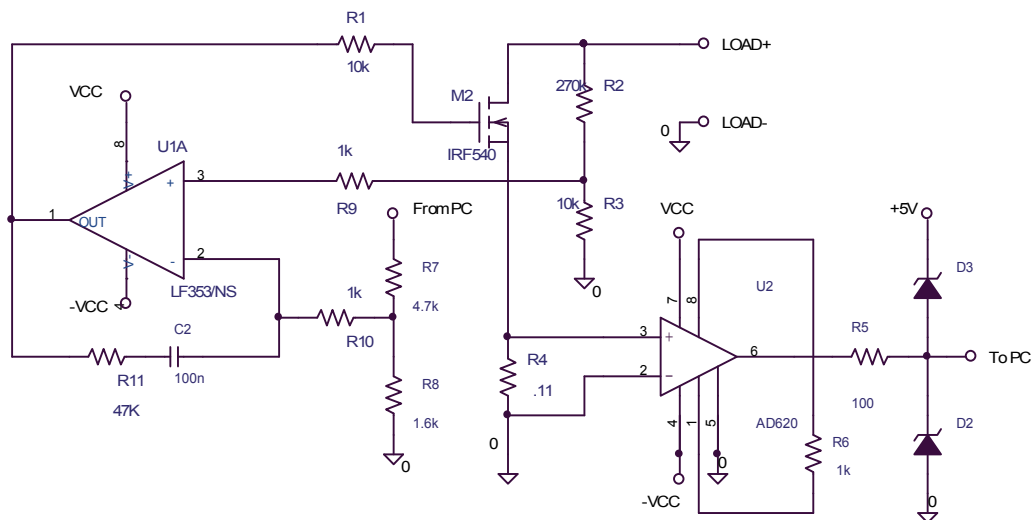 R1
10k
LOAD+
VCC
M2
270k
R2
LOAD-
0
8
U1A
IRF540
V+
+
3
1k
R9
10k
R3
1
OUT
From PC
VCC
+5V
2
-
V-
R7
4.7k
0
D3
4
-VCC
LF353/NS
1k
R10
7
8
U2
C2
100n
R11
47K
3
+
6
R5
To PC
R8
1.6k
R4
.11
2
−
100
0
4
1
5
AD620
R6
1k
D2
0
0
0
-VCC